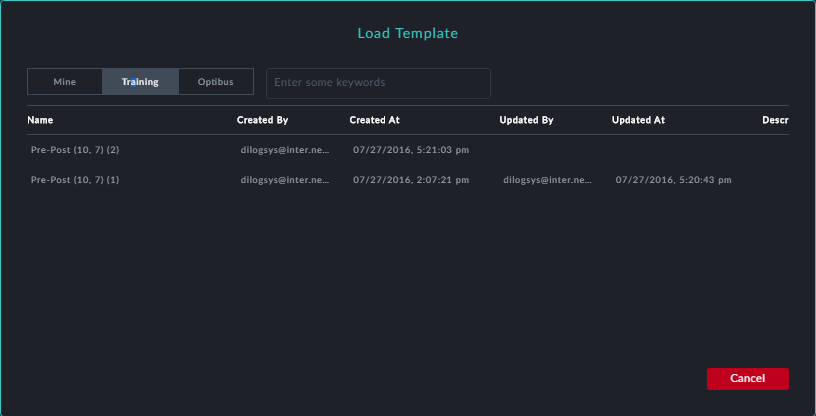 Load Template
Mine Training Optibus Enter some keywords
Name Created By Created At Updated By Updated At Descr
Pre-Post (10, 7) (2) dilogsys@inter.ne... 07/27/2016, 5:21:03 pm
Pre-Post (10, 7) (1) dilogsys@inter.ne... 07/27/2016, 2:07:21 pm dilogsys@inter.ne... 07/27/2016, 5:20:43 pm
Cancel